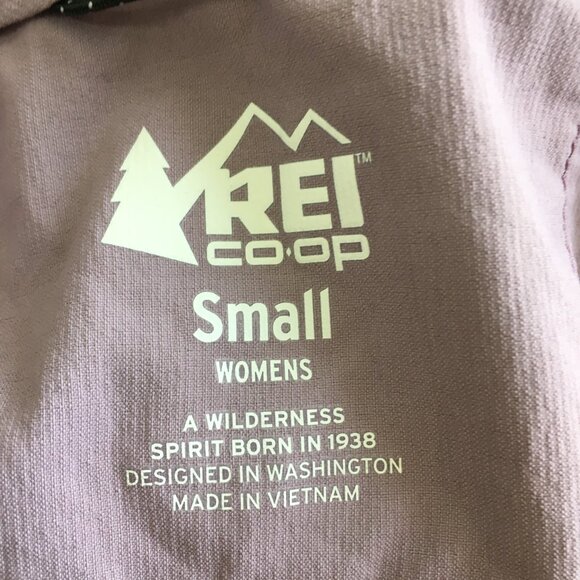 REI™
CO·OP
Small
WOMENS
A WILDERNESS
SPIRIT BORN IN 1938
DESIGNED IN WASHINGTON
MADE IN VIETNAM